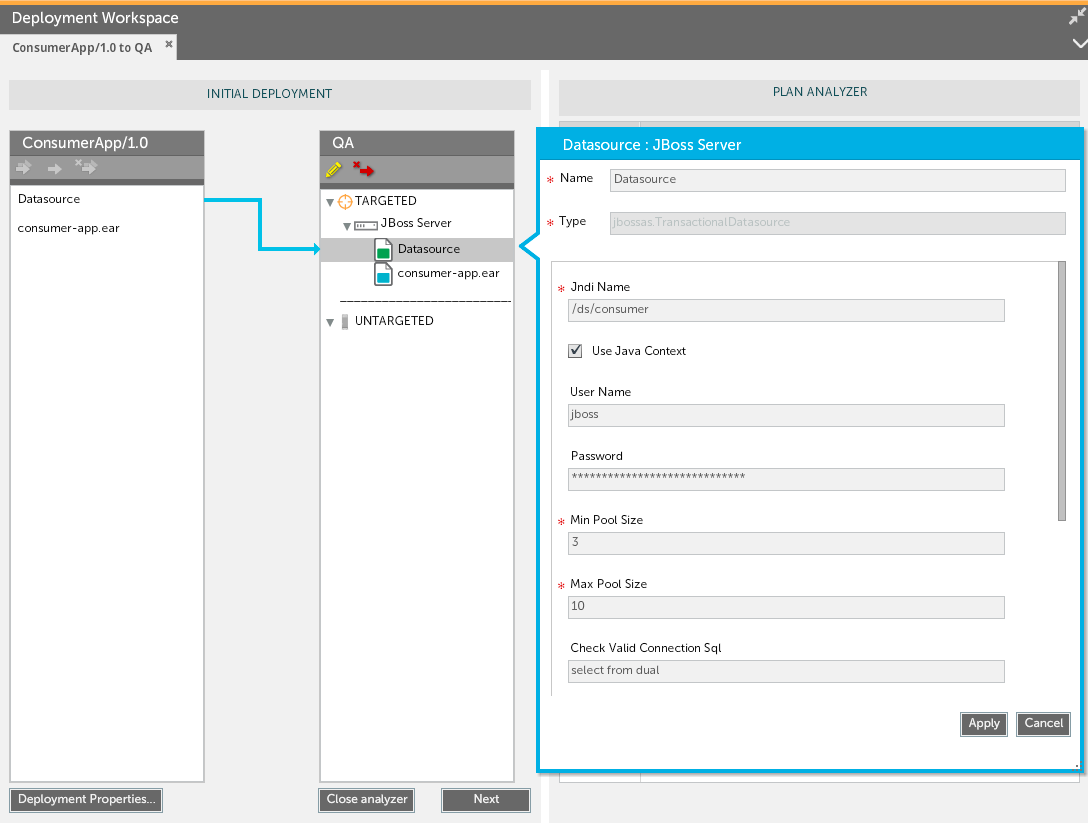 Deployment Workspace
ConsumerApp/1.0 to QA
INITIAL DEPLOYMENT
PLAN ANALYZER
ConsumerApp/1.0
Datasource
consumer-app.ear
QA
TARGETED
JBoss Server
Datasource
consumer-app.ear
UNTARGETED
Datasource : JBoss Server
* Name
Datasource
* Type
jbossas.TransactionalDatasource
* Jndi Name
/ds/consumer
Use Java Context
User Name
jboss
Password
*****************************
* Min Pool Size
3
* Max Pool Size
10
Check Valid Connection Sql
select from dual
Apply
Cancel
Deployment Properties...
Close analyzer
Next